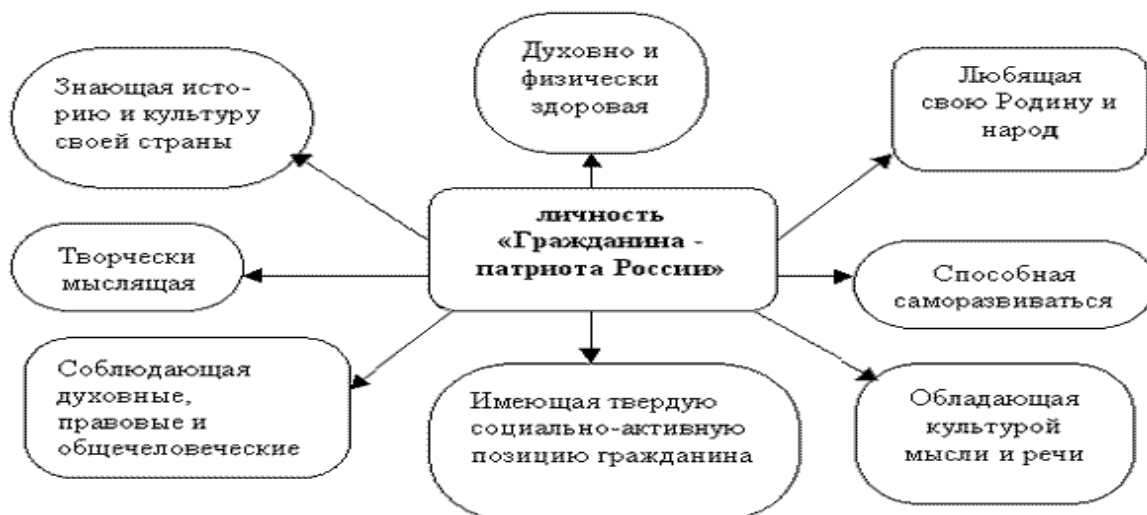 Духовно и
физически
здоровая
Знающая исто-
рию и культуру
своей страны
Любящая
свою Родину и
народ
личность
«Гражданина -
патриота России»
Творчески
мыслящая
Способная
саморазвиваться
Соблюдающая
духовные,
правовые и
общечеловеческие
Имеющая твердую
социально-активную
позицию гражданина
Обладающая
культурой
мысли и речи